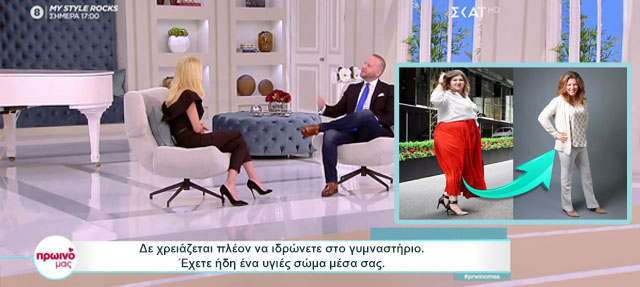 8 MY STYLE ROCKS
ΣΗΜΕΡΑ 17:00
ΣΚΑΪ HD
πρωινό
μας
Δε χρειάζεται πλέον να ιδρώνετε στο γυμναστήριο.
Έχετε ήδη ένα υγιές σώμα μέσα σας.
#prwinomas